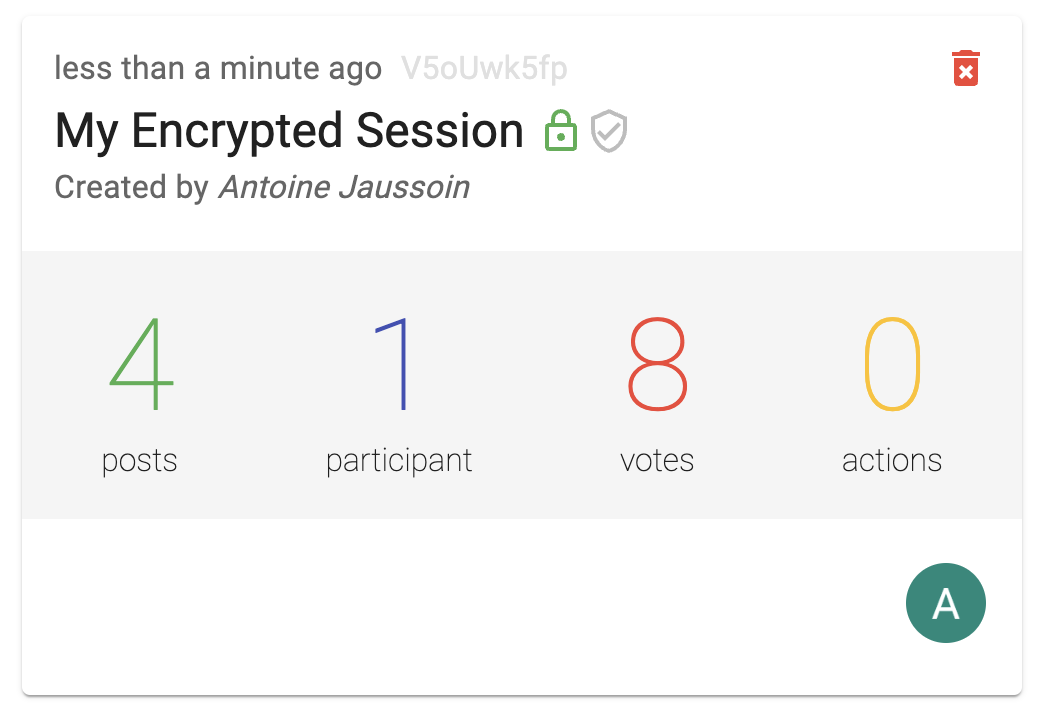 less than a minute ago V5oUwk5fp
My Encrypted Session
Created by Antoine Jaussoin
4 1 8 0
posts participant votes actions
A